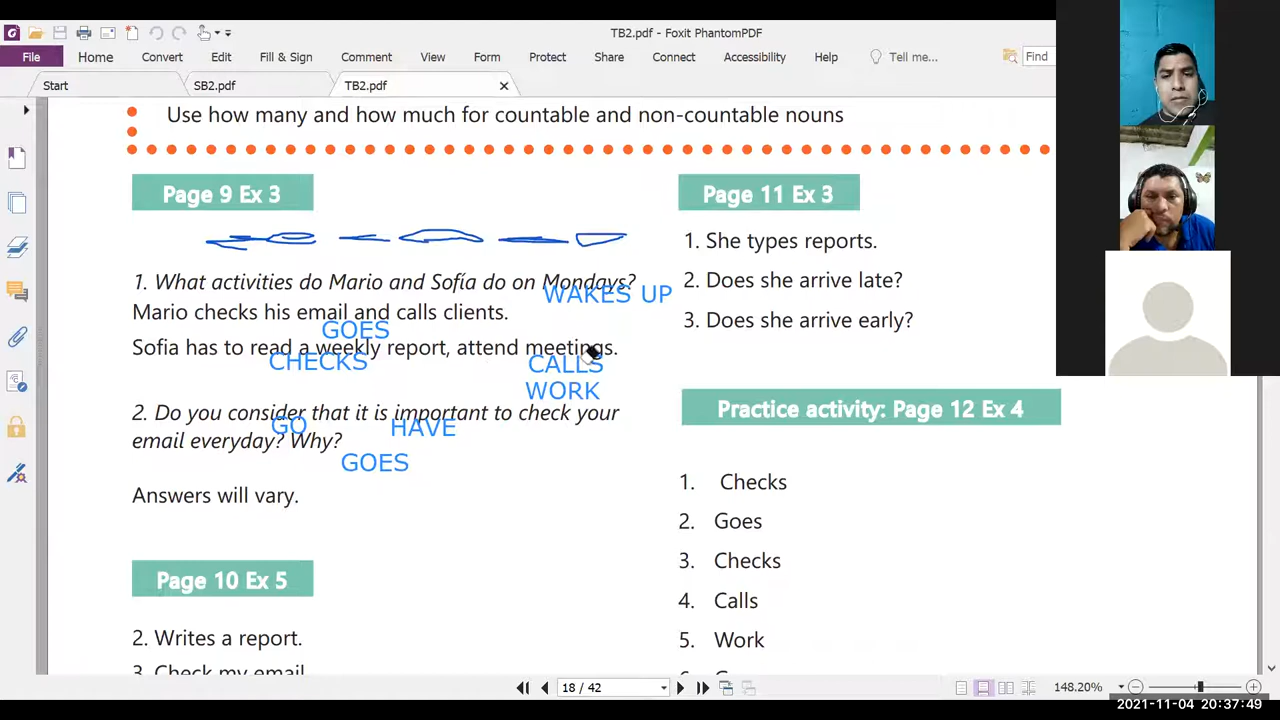 TB2.pdf - Foxit PhantomPDF
File Home Convert Edit Fill & Sign Comment View Form Protect Share Connect Accessibility Help Tell me... Find
Start SB2.pdf TB2.pdf
Use how many and how much for countable and non-countable nouns
Page 9 Ex 3
1. What activities do Mario and Sofía do on Mondays?
WAKES UP
Mario checks his email and calls clients.
GOES
Sofia has to read a weekly report, attend meetings.
CHECKS
CALLS
WORK
2. Do you consider that it is important to check your
GO HAVE
email everyday? Why?
GOES
Answers will vary.
Page 10 Ex 5
2. Writes a report.
3. Check my email.
Page 11 Ex 3
1. She types reports.
2. Does she arrive late?
3. Does she arrive early?
Practice activity: Page 12 Ex 4
1. Checks
2. Goes
3. Checks
4. Calls
5. Work
18 / 42
148.20%
2021-11-04 20:37:49